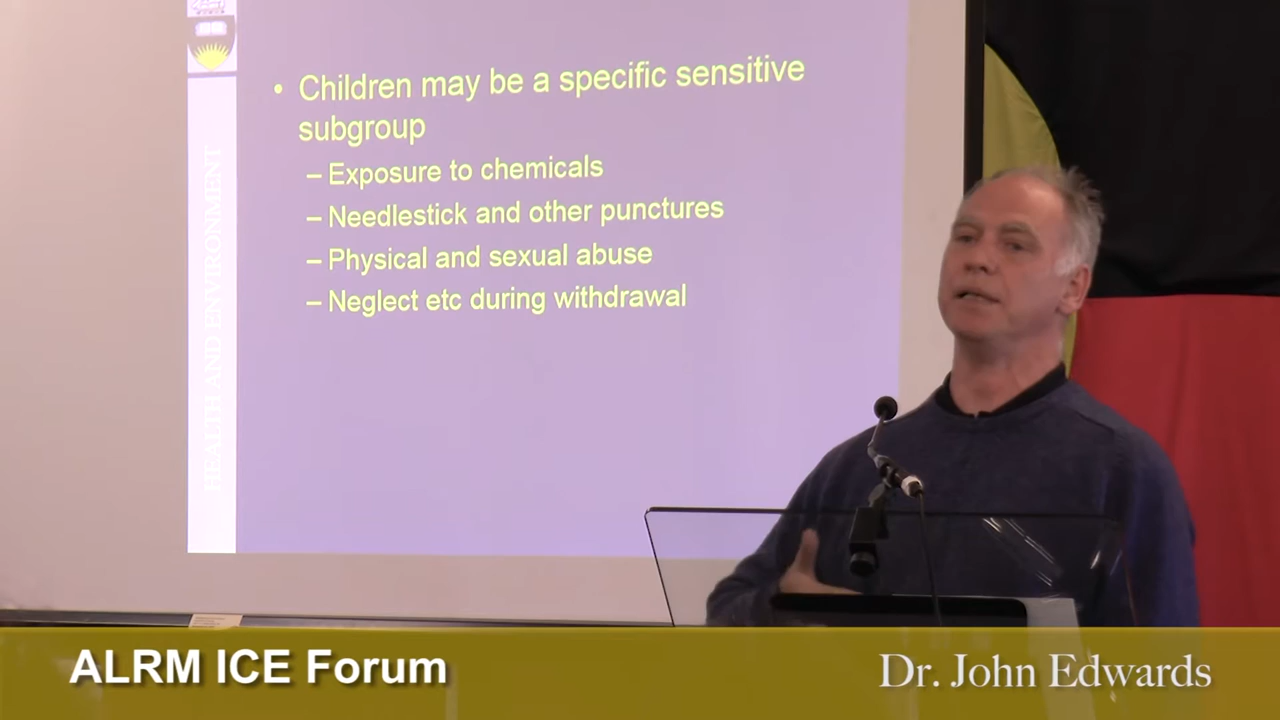 • Children may be a specific sensitive
subgroup
– Exposure to chemicals
– Needlestick and other punctures
– Physical and sexual abuse
– Neglect etc during withdrawal
HEALTH AND ENVIRONMENT
ALRM ICE Forum
Dr. John Edwards